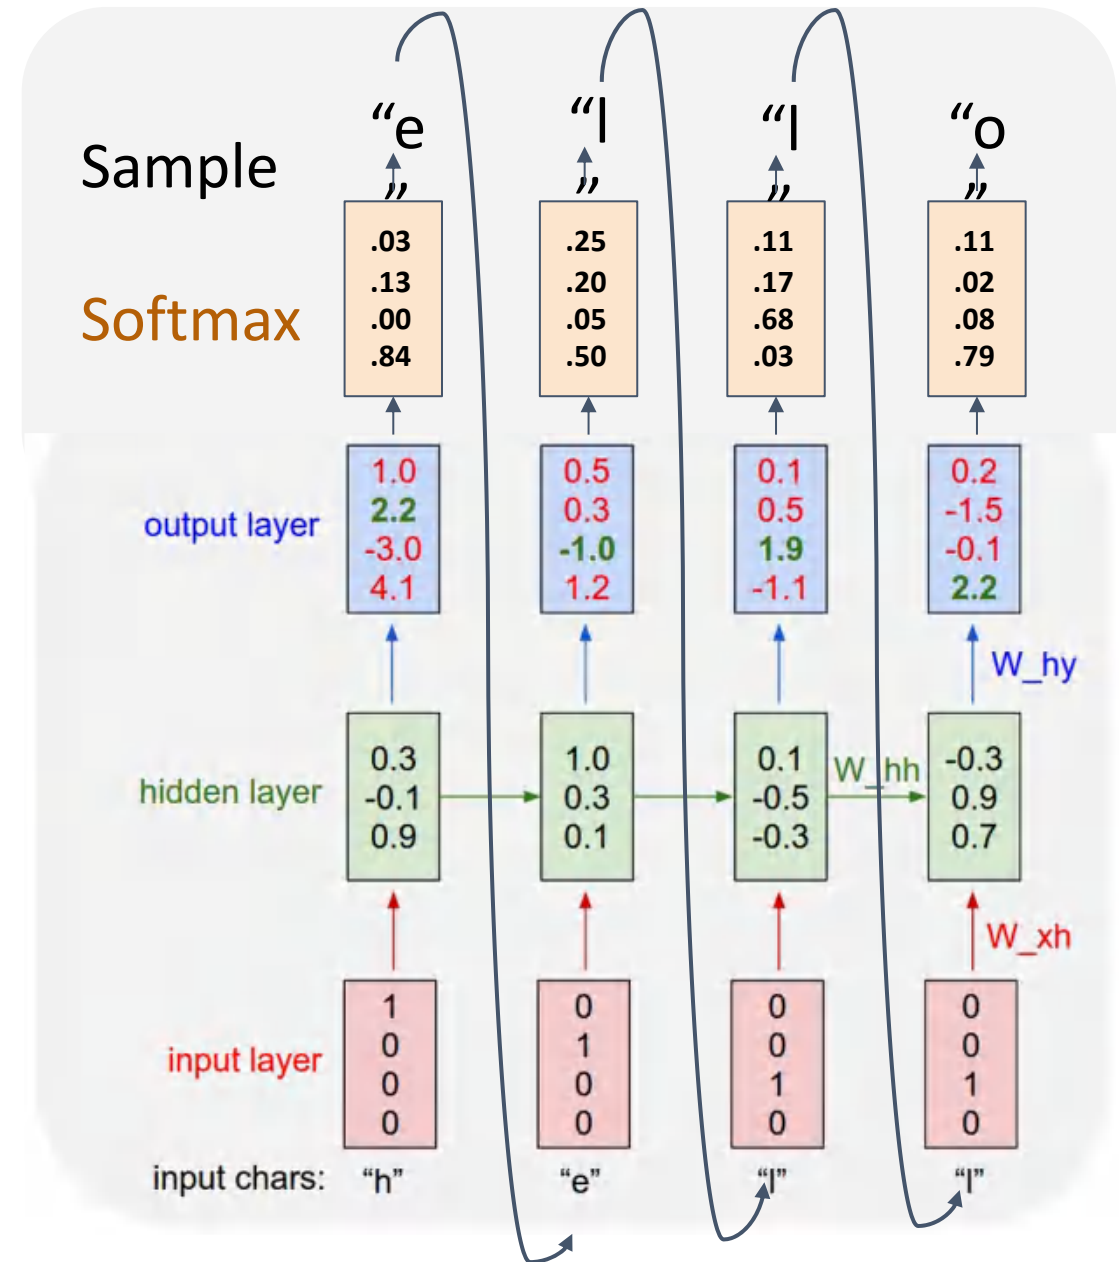 “e ” “l ” “l ” “o ”
Sample
.03 .25 .11 .11
.13 .20 .17 .02
Softmax
.00 .05 .68 .08
.84 .50 .03 .79
1.0 0.5 0.1 0.2
2.2 0.3 0.5 -1.5
output layer
-3.0 -1.0 1.9 -0.1
4.1 1.2 -1.1 2.2
W_hy
0.3 1.0 0.1 W_hh -0.3
hidden layer -0.1 0.3 -0.5 0.9
0.9 0.1 -0.3 0.7
W_xh
1 0 0 0
0 1 0 0
input layer
0 0 1 1
0 0 0 0
input chars: “h” “e” “l” “l”